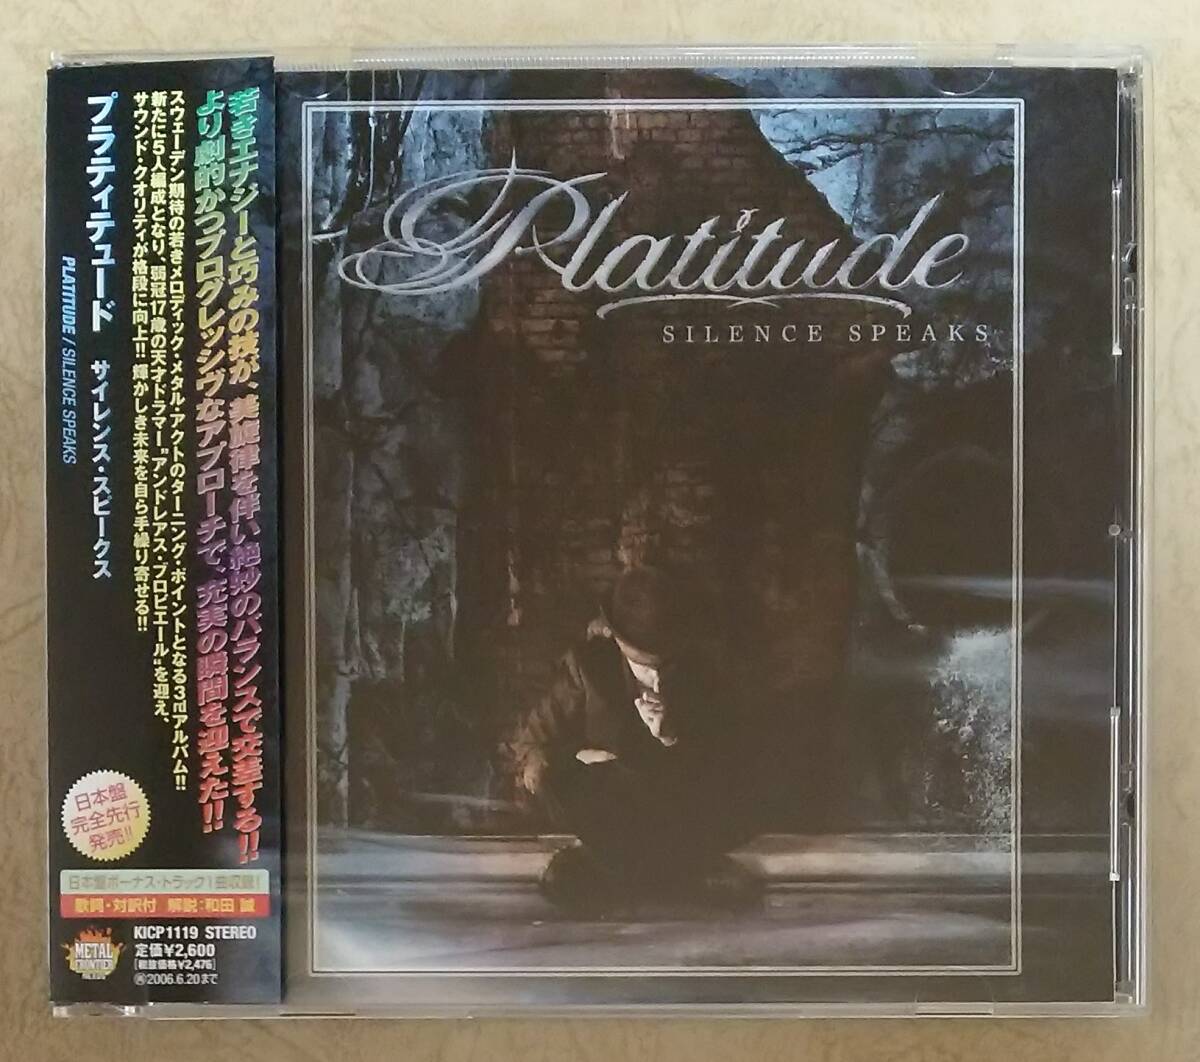 若きエナジーと巧みの技が、美旋律を伴い絶妙のバランスで交差する!!
より劇的かつプログレッシヴなアプローチで、充実の瞬間を迎えた!!
スウェーデン期待の若きメロディック・メタル・アクトのターニング・ポイントとなる3rdアルバム!!
新たに5人編成となり、弱冠17歳の天才ドラマー"アンドレアス・ブロビエール"を迎え、
サウンド・クオリティが格段に向上!! 輝かしき未来を自ら手繰り寄せる!!
プラティテュード サイレンス・スピークス
PLATITUDE / SILENCE SPEAKS
日本盤
完全先行
発売!!
日本盤ボーナス・トラック1曲収録!
歌詞・対訳付 解説:和田 誠
METAL
FRONTIER
KICP1119 STEREO
定価¥2,600
[税抜価格¥2,476]
2006.6.20まで
Platitude
SILENCE SPEAKS